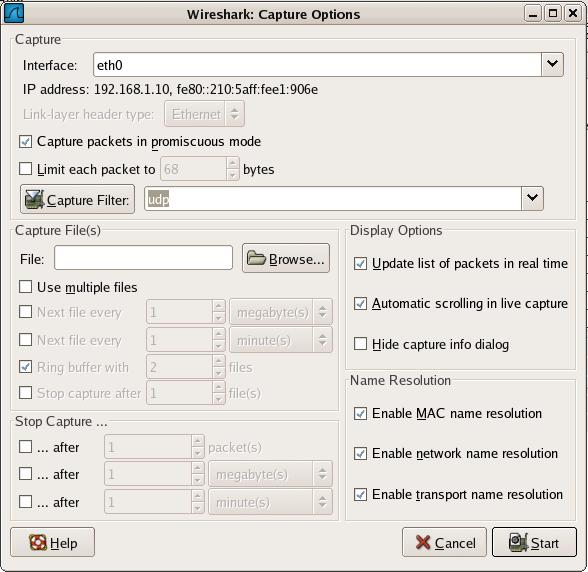 Wireshark: Capture Options
Capture
Interface: eth0
IP address: 192.168.1.10, fe80::210:5aff:fee1:906e
Link-layer header type: Ethernet
Capture packets in promiscuous mode
Limit each packet to 68 bytes
Capture Filter: udp
Capture File(s)
File: Browse...
Use multiple files
Next file every 1 megabyte(s)
Next file every 1 minute(s)
Ring buffer with 2 files
Stop capture after 1 file(s)
Stop Capture ...
... after 1 packet(s)
... after 1 megabyte(s)
... after 1 minute(s)
Display Options
Update list of packets in real time
Automatic scrolling in live capture
Hide capture info dialog
Name Resolution
Enable MAC name resolution
Enable network name resolution
Enable transport name resolution
Help Cancel Start